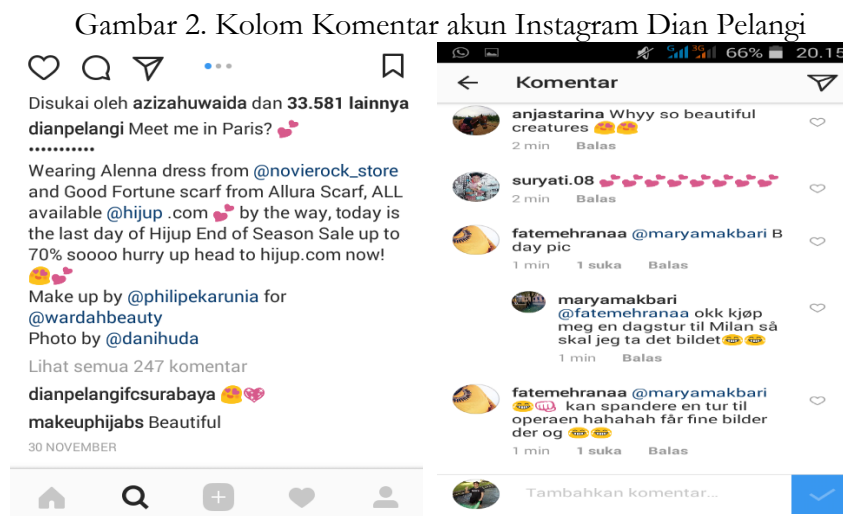 Gambar 2. Kolom Komentar akun Instagram Dian Pelangi
Disukai oleh azizahuwaida dan 33.581 lainnya
dianpelangi Meet me in Paris? 💕
•••••••••••
Wearing Alenna dress from @novierock_store
and Good Fortune scarf from Allura Scarf, ALL
available @hijup .com 💕 by the way, today is
the last day of Hijup End of Season Sale up to
70% soooo hurry up head to hijup.com now!
😍💕
Make up by @philipekarunia for
@wardahbeauty
Photo by @danihuda
Lihat semua 247 komentar
dianpelangifcsurabaya 😍💖
makeuphijabs Beautiful
30 NOVEMBER
G 3G 66% 20.15
Komentar
anjastarina Whyy so beautiful
creatures 😍😍
2 min Balas
suryati.08 💕💕💕💕💕💕💕💕
2 min Balas
fatemehranaa @maryamakbari B
day pic
1 min 1 suka Balas
maryamakbari
@fatemehranaa okk kjøp
meg en dagstur til Milan så
skal jeg ta det bildet😂😂
1 min Balas
fatemehranaa @maryamakbari
😂👊 kan spandere en tur til
operaen hahahah får fine bilder
der og 😂😂
1 min 1 suka Balas
Tambahkan komentar...